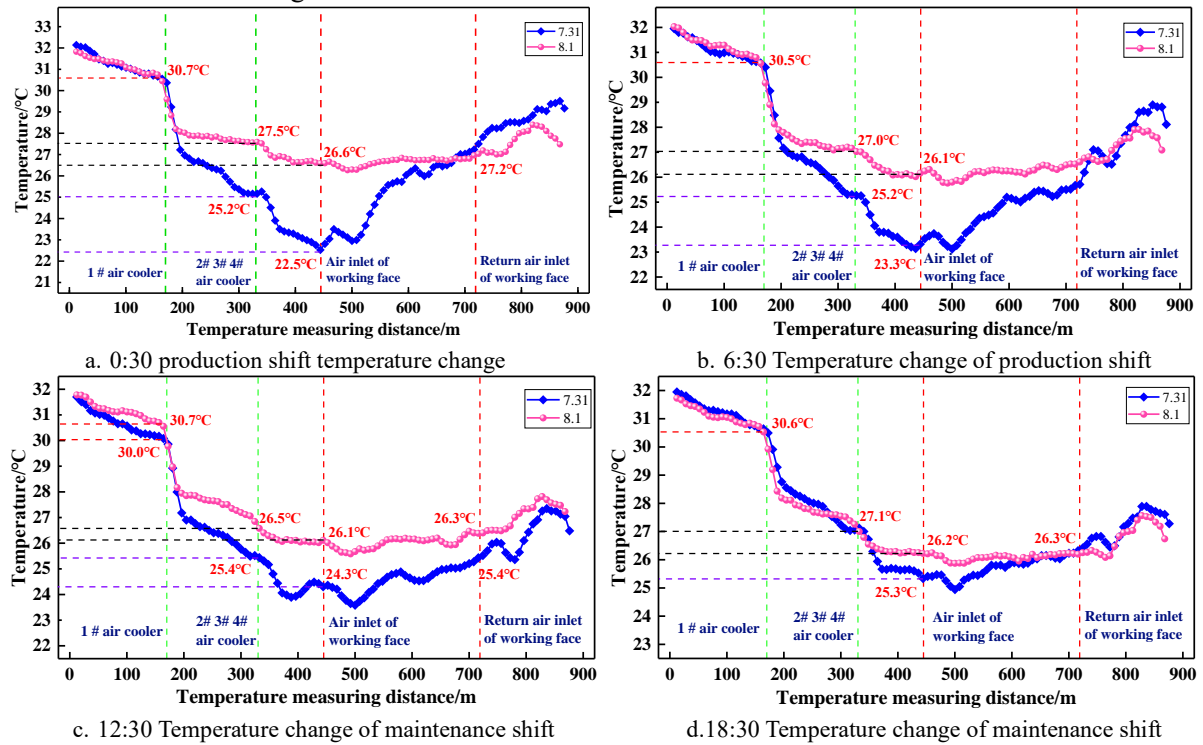 33
32
31
30
29
28
27
26
25
24
23
22
21
Temperature/°C
7.31
8.1
30.7°C
27.5°C
26.6°C
27.2°C
25.2°C
22.5°C
1 # air cooler
2# 3# 4#
air cooler
Air inlet of
working face
Return air inlet
of working face
0 100 200 300 400 500 600 700 800 900
Temperature measuring distance/m
a. 0:30 production shift temperature change
32
31
30
29
28
27
26
25
24
23
22
Temperature/°C
7.31
8.1
30.5°C
27.0°C
26.1°C
25.2°C
23.3°C
1 # air cooler
2# 3# 4#
air cooler
Air inlet of
working face
Return air inlet
of working face
0 100 200 300 400 500 600 700 800 900
Temperature measuring distance/m
b. 6:30 Temperature change of production shift
32
31
30
29
28
27
26
25
24
23
22
Temperature/°C
7.31
8.1
30.7°C
30.0°C
26.5°C
26.1°C
26.3°C
25.4°C
24.3°C
25.4°C
1 # air cooler
2# 3# 4#
air cooler
Air inlet of
working face
Return air inlet
of working face
0 100 200 300 400 500 600 700 800 900
Temperature measuring distance/m
c. 12:30 Temperature change of maintenance shift
32
31
30
29
28
27
26
25
24
23
Temperature/°C
7.31
8.1
30.6°C
27.1°C
26.2°C
26.3°C
25.3°C
1 # air cooler
2# 3# 4#
air cooler
Air inlet of
working face
Return air inlet
of working face
0 100 200 300 400 500 600 700 800 900
Temperature measuring distance/m
d.18:30 Temperature change of maintenance shift